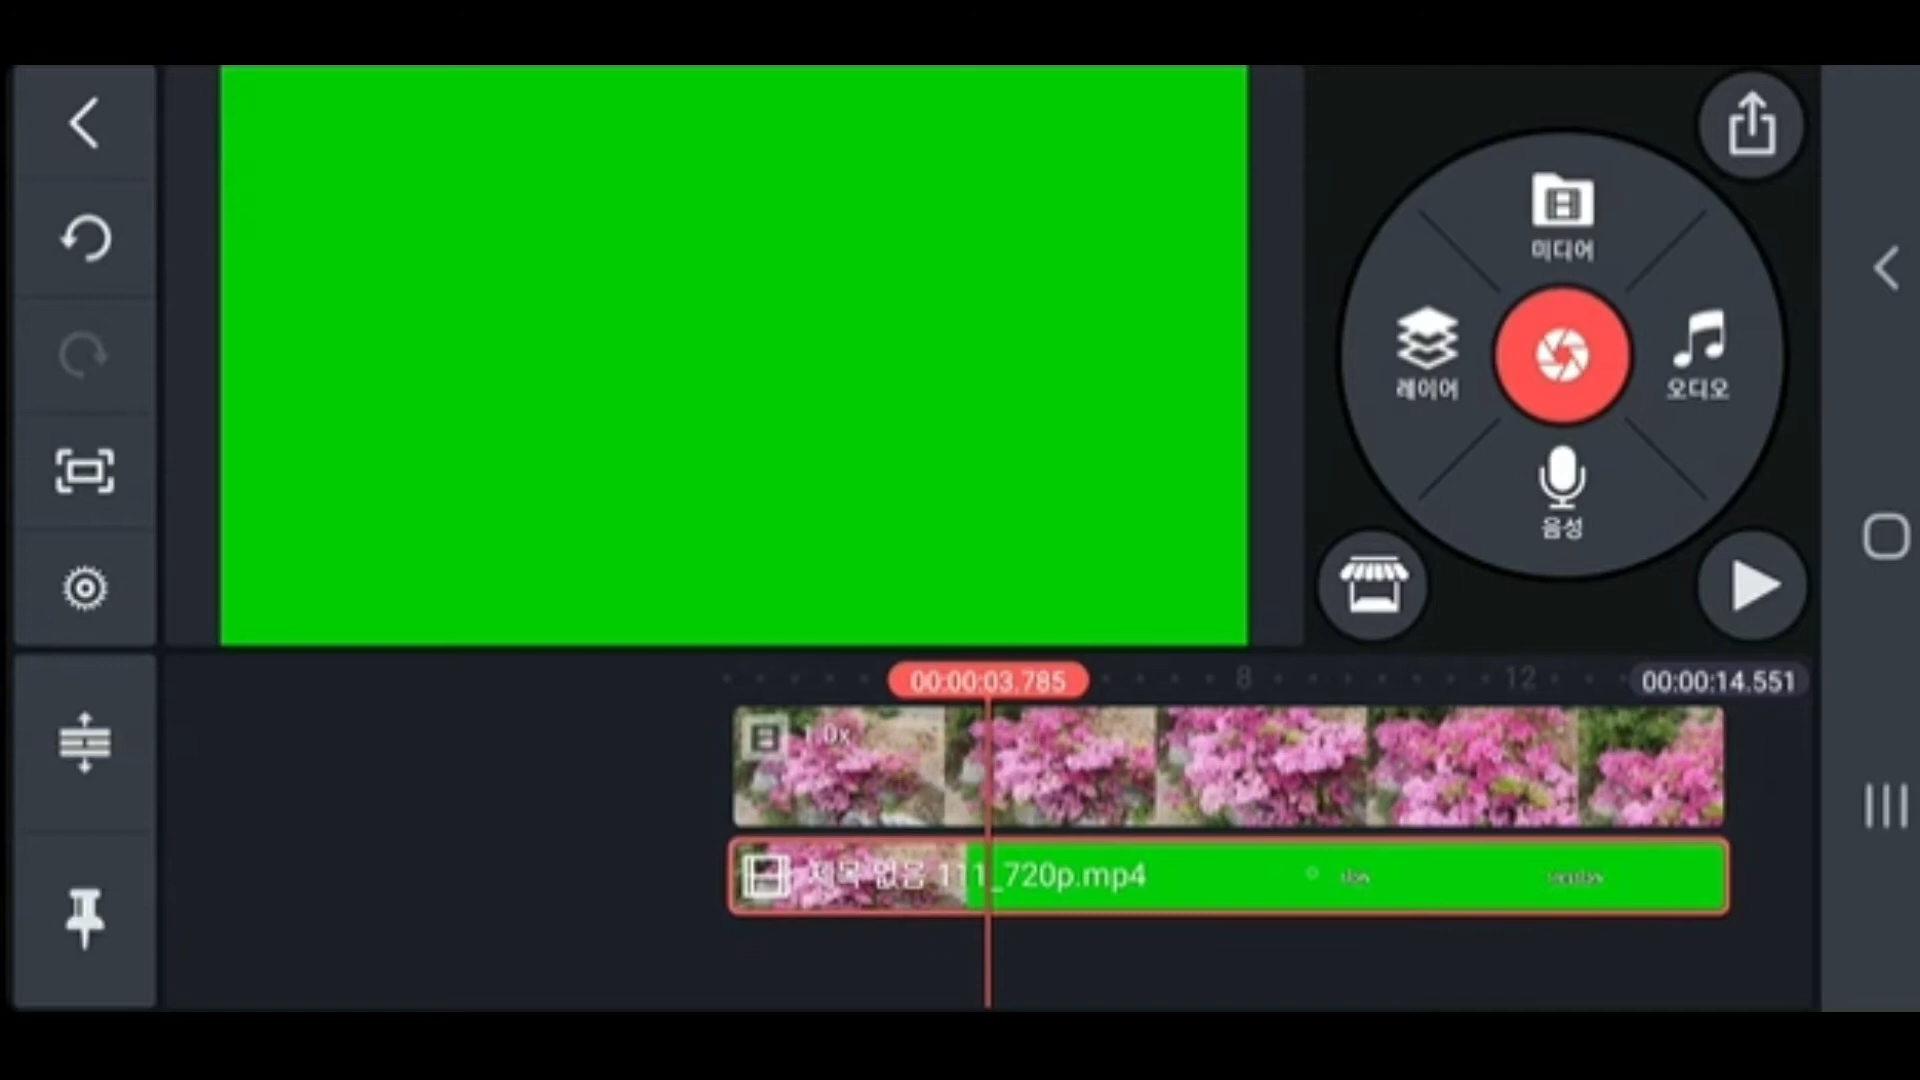 미디어
레이어
오디오
음성
00:00:03.785
8
12
00:00:14.551
1.0x
제목 없음 111_720p.mp4